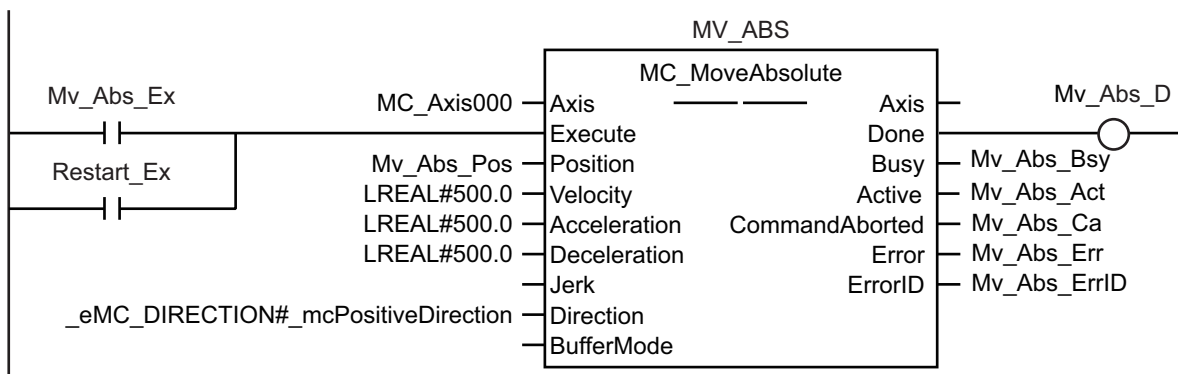 MV_ABS
MC_MoveAbsolute
Mv_Abs_Ex
MC_Axis000 Axis Axis Mv_Abs_D
Execute Done
Restart_Ex
Mv_Abs_Pos Position Busy Mv_Abs_Bsy
LREAL#500.0 Velocity Active Mv_Abs_Act
LREAL#500.0 Acceleration CommandAborted Mv_Abs_Ca
LREAL#500.0 Deceleration Error Mv_Abs_Err
Jerk ErrorID Mv_Abs_ErrID
_eMC_DIRECTION#_mcPositiveDirection Direction
BufferMode